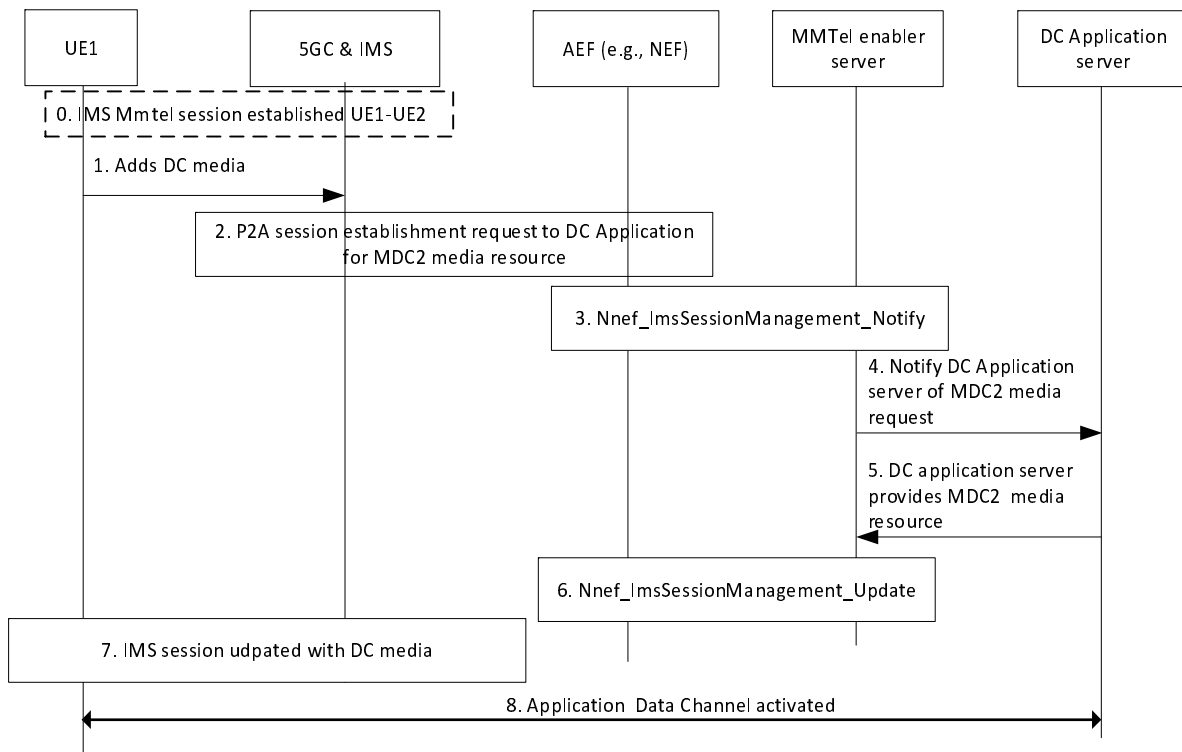 UE1
5GC & IMS
AEF (e.g., NEF)
MMTel enabler
server
DC Application
server
0. IMS Mmtel session established UE1-UE2
1. Adds DC media
2. P2A session establishment request to DC Application
for MDC2 media resource
3. Nnef_ImsSessionManagement_Notify
4. Notify DC Application
server of MDC2 media
request
5. DC application server
provides MDC2 media
resource
6. Nnef_ImsSessionManagement_Update
7. IMS session udpated with DC media
8. Application Data Channel activated